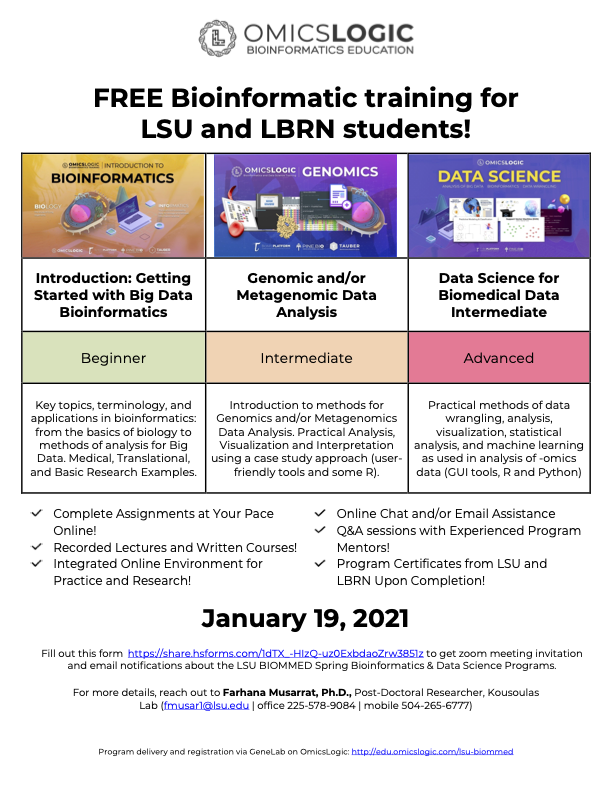 OMICSLOGIC
BIOINFORMATICS EDUCATION
FREE Bioinformatic training for
LSU and LBRN students!
OMICSLOGIC | INTRODUCTION TO
BIOINFORMATICS
BIOLOGY
OMICSLOGIC
TAUBER
OMICSLOGIC GENOMICS
PINE BIO
TAUBER
OMICSLOGIC
DATA SCIENCE
Introduction: Getting
Started with Big Data
Bioinformatics
Genomic and/or
Metagenomic Data
Analysis
Data Science for
Biomedical Data
Intermediate
Beginner
Intermediate
Advanced
Key topics, terminology, and
applications in bioinformatics:
from the basics of biology to
methods of analysis for Big
Data. Medical, Translational,
and Basic Research Examples.
Introduction to methods for
Genomics and/or Metagenomics
Data Analysis. Practical Analysis,
Visualization and Interpretation
using a case study approach (user-
friendly tools and some R).
Practical methods of data
wrangling, analysis,
visualization, statistical
analysis, and machine learning
as used in analysis of -omics
data (GUI tools, R and Python)
✓ Complete Assignments at Your Pace
Online!
✓ Recorded Lectures and Written Courses!
✓ Integrated Online Environment for
Practice and Research!
✓ Online Chat and/or Email Assistance
✓ Q&A sessions with Experienced Program
Mentors!
✓ Program Certificates from LSU and
LBRN Upon Completion!
January 19, 2021
Fill out this form https://share.hsforms.com/1dTX_-HIzQ-uz0ExbdaoZrw3851z to get zoom meeting invitation
and email notifications about the LSU BIOMMED Spring Bioinformatics & Data Science Programs.
For more details, reach out to Farhana Musarrat, Ph.D., Post-Doctoral Researcher, Kousoulas
Lab (fmusar1@lsu.edu | office 225-578-9084 | mobile 504-265-6777)
Program delivery and registration via GeneLab on OmicsLogic: http://edu.omicslogic.com/lsu-biommed